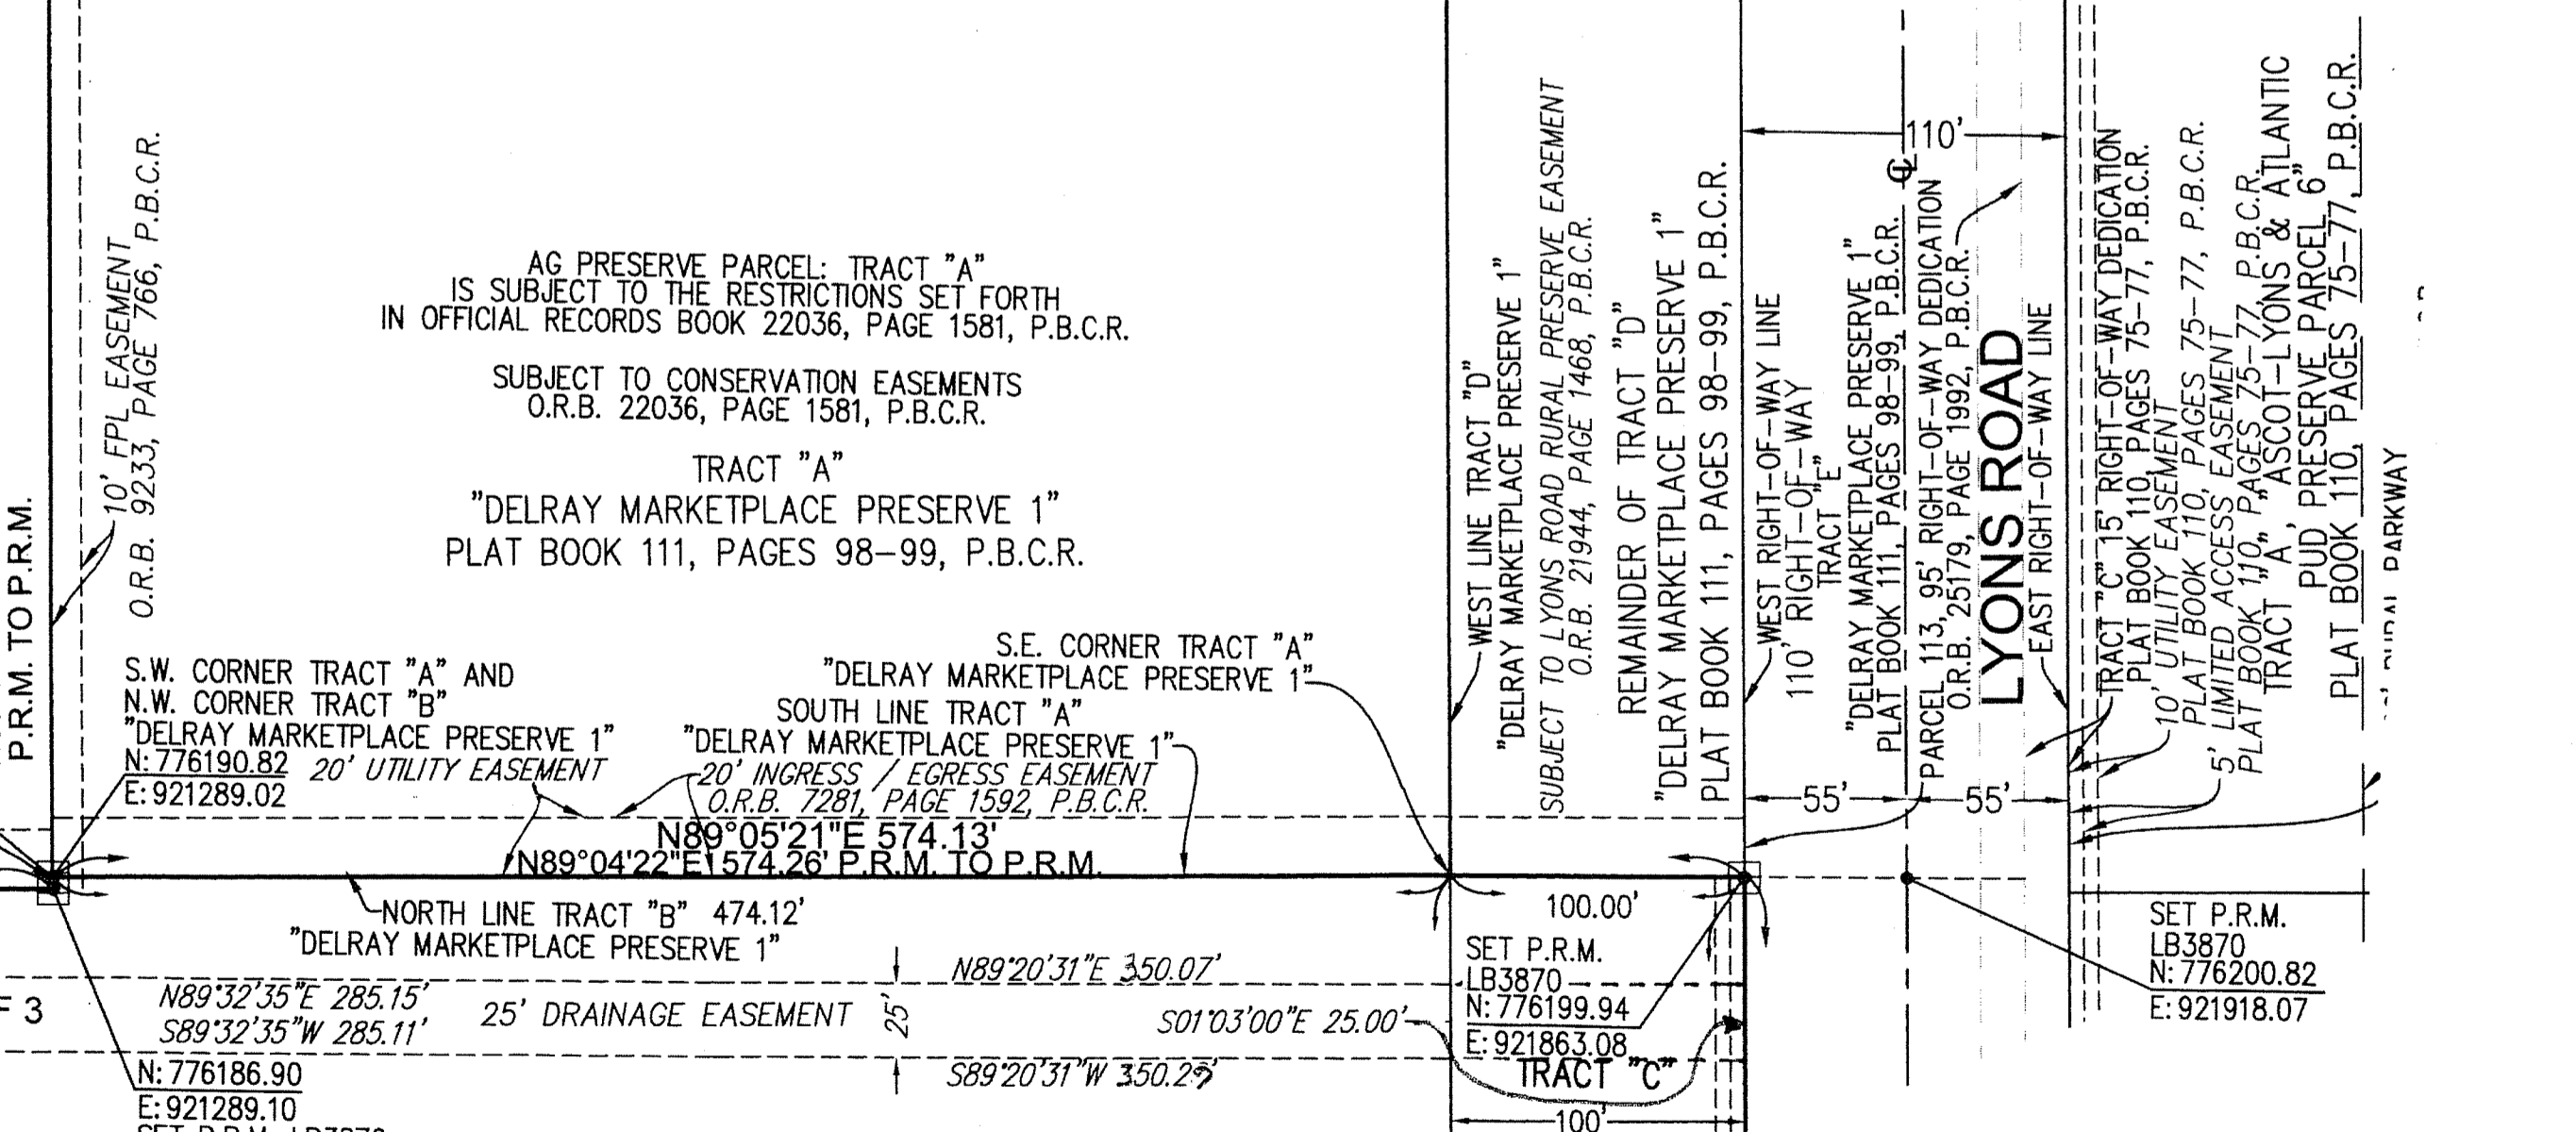 P.R.M. TO P.R.M.
10' FPL EASEMENT
O.R.B. 9233, PAGE 766, P.B.C.R.
AG PRESERVE PARCEL: TRACT "A"
IS SUBJECT TO THE RESTRICTIONS SET FORTH
IN OFFICIAL RECORDS BOOK 22036, PAGE 1581, P.B.C.R.
SUBJECT TO CONSERVATION EASEMENTS
O.R.B. 22036, PAGE 1581, P.B.C.R.
TRACT "A"
"DELRAY MARKETPLACE PRESERVE 1"
PLAT BOOK 111, PAGES 98-99, P.B.C.R.
S.W. CORNER TRACT "A" AND
N.W. CORNER TRACT "B"
"DELRAY MARKETPLACE PRESERVE 1"
N: 776190.82
E: 921289.02
20' UTILITY EASEMENT
S.E. CORNER TRACT "A"
"DELRAY MARKETPLACE PRESERVE 1"
SOUTH LINE TRACT "A"
"DELRAY MARKETPLACE PRESERVE 1"
20' INGRESS / EGRESS EASEMENT
O.R.B. 7281, PAGE 1592, P.B.C.R.
N89°05'21"E 574.13'
N89°04'22"E 574.26' P.R.M. TO P.R.M.
NORTH LINE TRACT "B" 474.12'
"DELRAY MARKETPLACE PRESERVE 1"
F 3
N89°32'35"E 285.15'
S89°32'35"W 285.11'
25' DRAINAGE EASEMENT
25'
N89°20'31"E 350.07'
S01°03'00"E 25.00'
S89°20'31"W
N: 776186.90
E: 921289.10
WEST LINE TRACT "D"
"DELRAY MARKETPLACE PRESERVE 1"
SUBJECT TO LYONS ROAD RURAL PRESERVE EASEMENT
O.R.B. 21944, PAGE 1468, P.B.C.R.
REMAINDER OF TRACT "D"
"DELRAY MARKETPLACE PRESERVE 1"
PLAT BOOK 111, PAGES 98-99, P.B.C.R.
100.00'
SET P.R.M.
LB3870
N: 776199.94
E: 921863.08
TRACT "C"
100'
110'
WEST RIGHT-OF-WAY LINE
110' RIGHT-OF-WAY
TRACT "E"
"DELRAY MARKETPLACE PRESERVE 1"
PLAT BOOK 111, PAGES 98-99, P.B.C.R.
PARCEL 113, 95' RIGHT-OF-WAY DEDICATION
O.R.B. 25179, PAGE 1992, P.B.C.R.
LYONS ROAD
EAST RIGHT-OF-WAY LINE
55'
55'
TRACT "C" 15' RIGHT-OF-WAY DEDICATION
PLAT BOOK 110, PAGES 75-77, P.B.C.R.
10' UTILITY EASEMENT
PLAT BOOK 110, PAGES 75-77, P.B.C.R.
5' LIMITED ACCESS EASEMENT
PLAT BOOK 110, PAGES 75-77, P.B.C.R.
TRACT "A", "ASCOT-LYONS & ATLANTIC
PUD PRESERVE PARCEL 6"
PLAT BOOK 110, PAGES 75-77, P.B.C.R.
PARKWAY
SET P.R.M.
LB3870
N: 776200.82
E: 921918.07